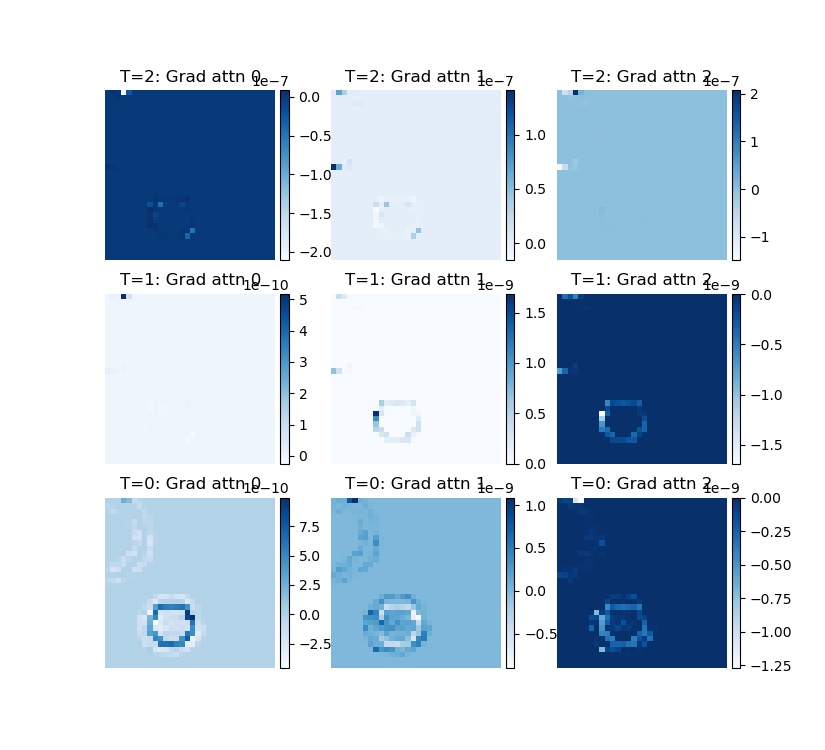 T=2: Grad attn 0
1e−7
T=2: Grad attn 1
1e−7
T=2: Grad attn 2
1e−7
0.0
−0.5
−1.0
−1.5
−2.0
1.0
0.5
0.0
2
1
0
−1
T=1: Grad attn 0
1e−10
T=1: Grad attn 1
1e−9
T=1: Grad attn 2
1e−9
5
4
3
2
1
0
1.5
1.0
0.5
0.0
0.0
−0.5
−1.0
−1.5
T=0: Grad attn 0
1e−10
T=0: Grad attn 1
1e−9
T=0: Grad attn 2
1e−9
7.5
5.0
2.5
0.0
−2.5
1.0
0.5
0.0
−0.5
0.00
−0.25
−0.50
−0.75
−1.00
−1.25